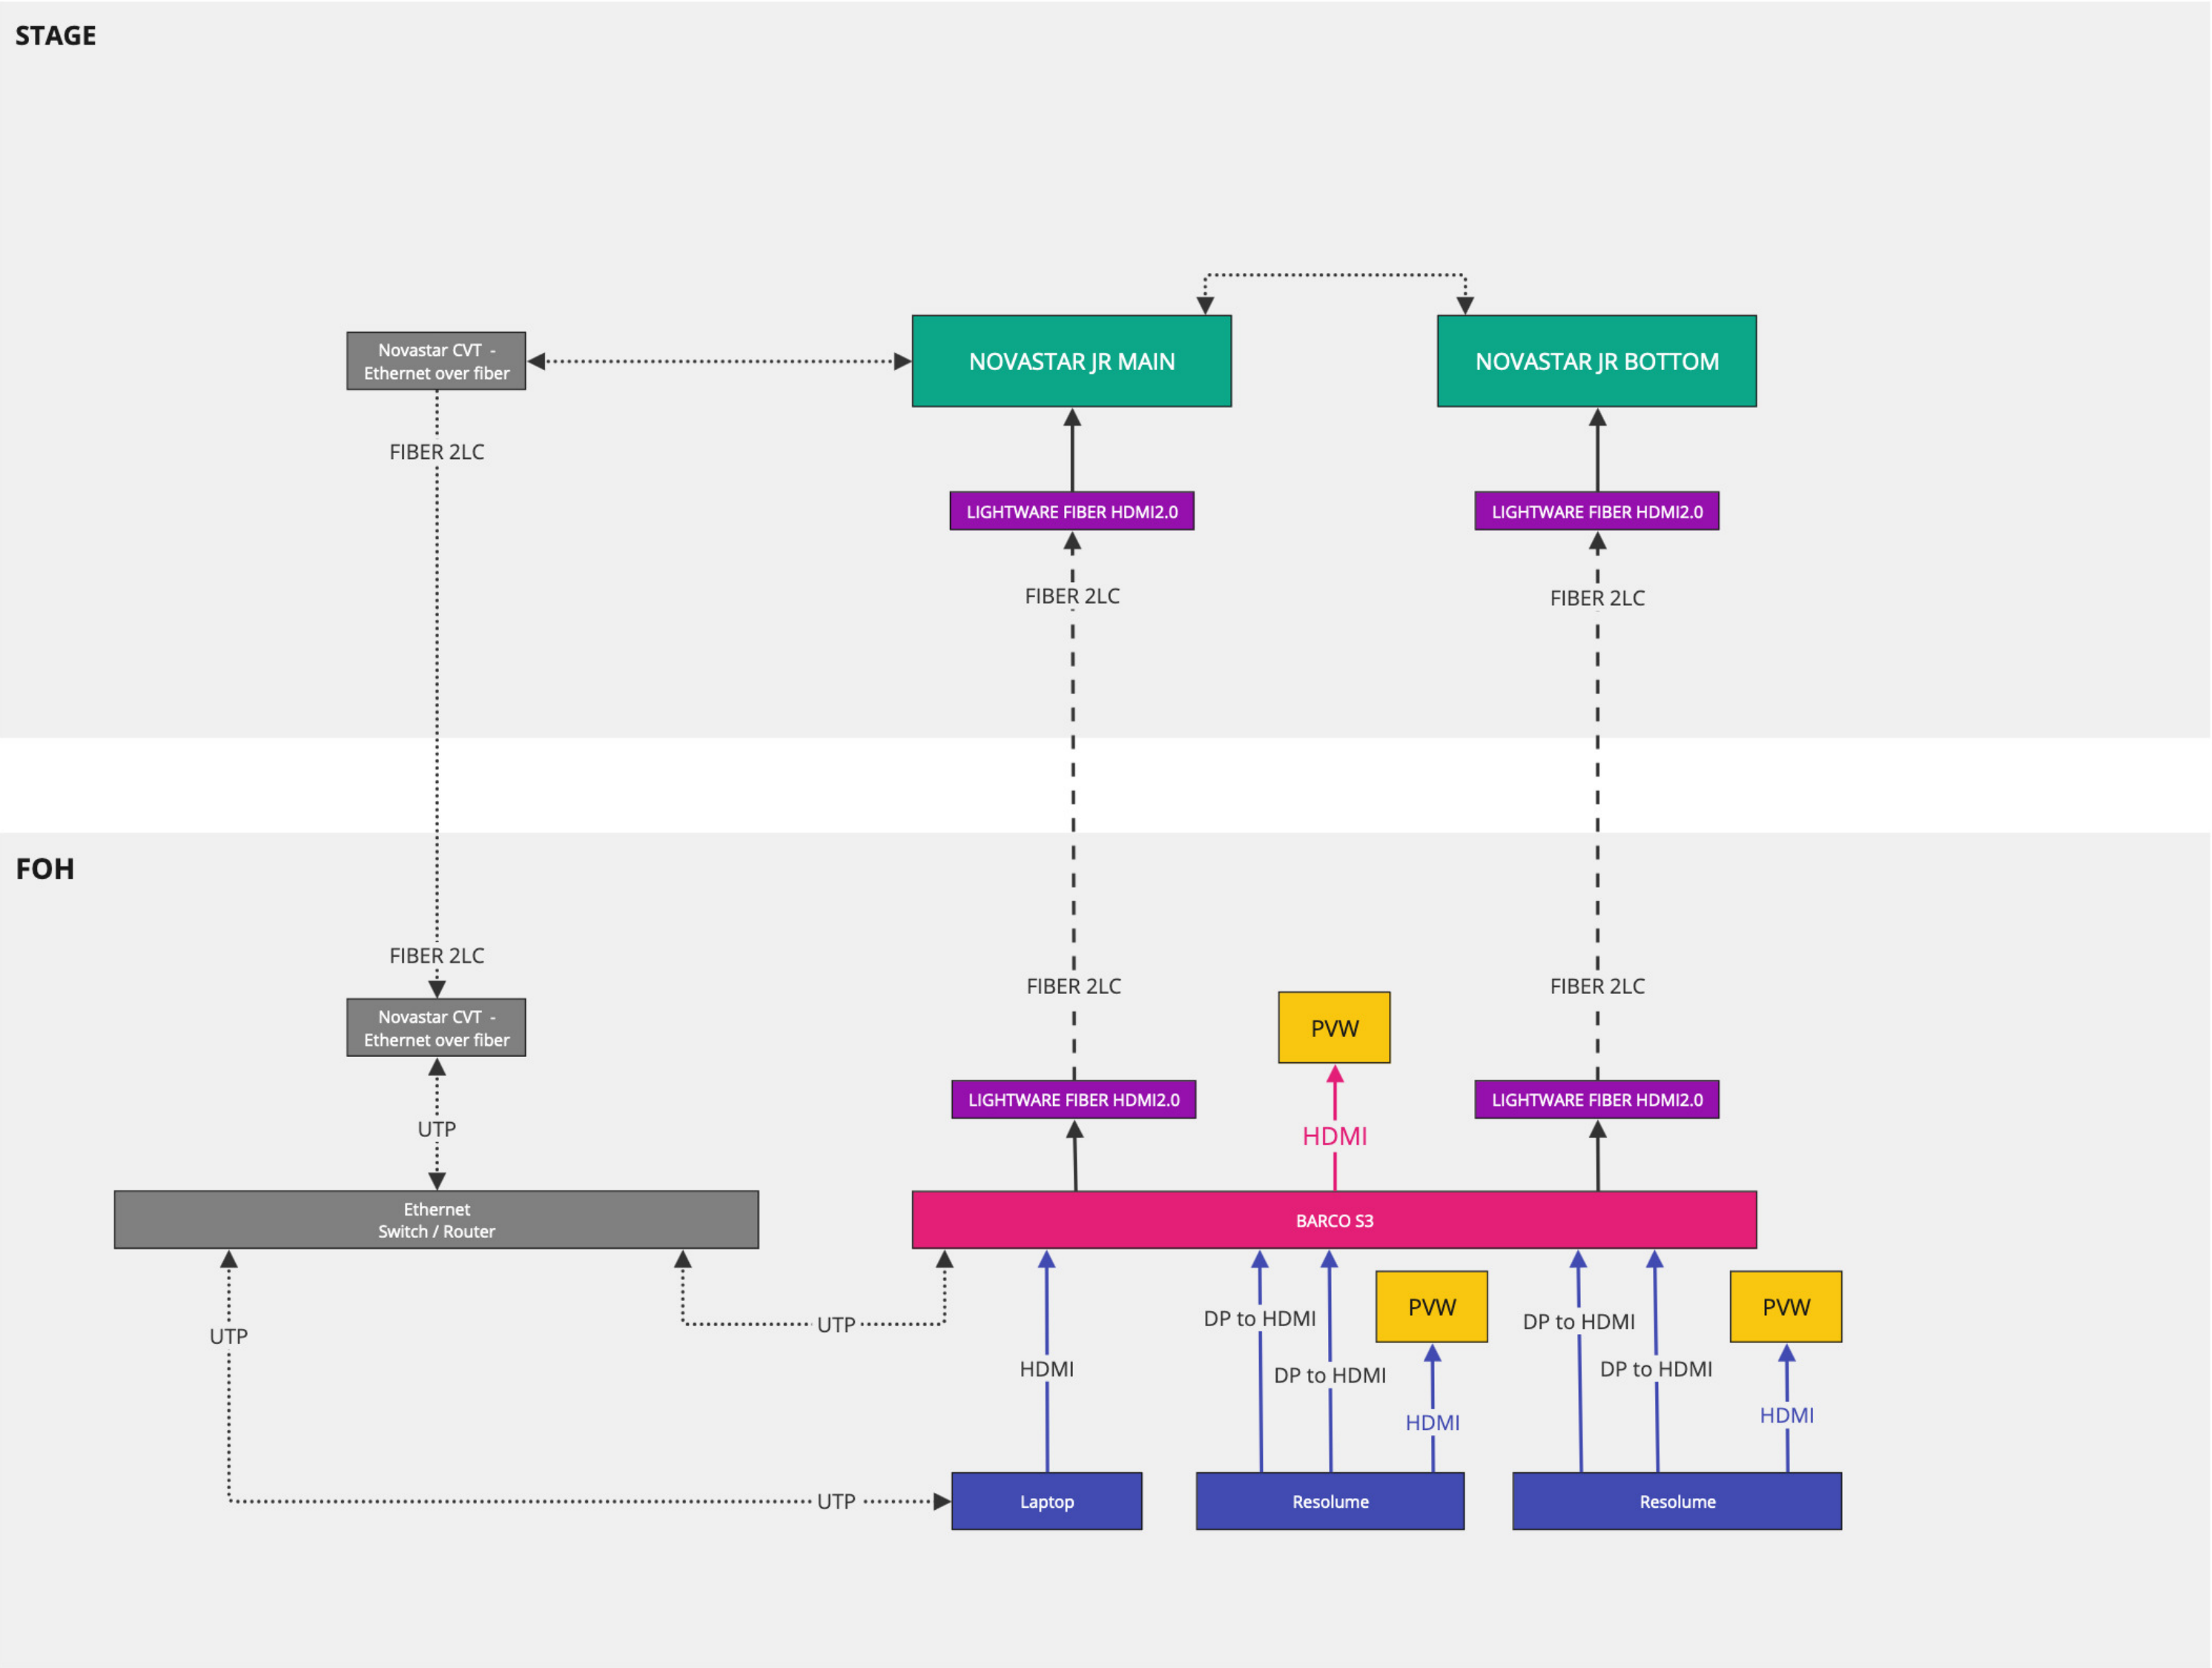 STAGE
Novastar CVT -
Ethernet over fiber
NOVASTAR JR MAIN
NOVASTAR JR BOTTOM
FIBER 2LC
LIGHTWARE FIBER HDMI2.0
LIGHTWARE FIBER HDMI2.0
FIBER 2LC
FIBER 2LC
FOH
FIBER 2LC
FIBER 2LC
FIBER 2LC
Novastar CVT -
Ethernet over fiber
PVW
LIGHTWARE FIBER HDMI2.0
LIGHTWARE FIBER HDMI2.0
UTP
HDMI
Ethernet
Switch / Router
BARCO S3
UTP
UTP
DP to HDMI
PVW
DP to HDMI
PVW
HDMI
DP to HDMI
DP to HDMI
HDMI
HDMI
UTP
Laptop
Resolume
Resolume